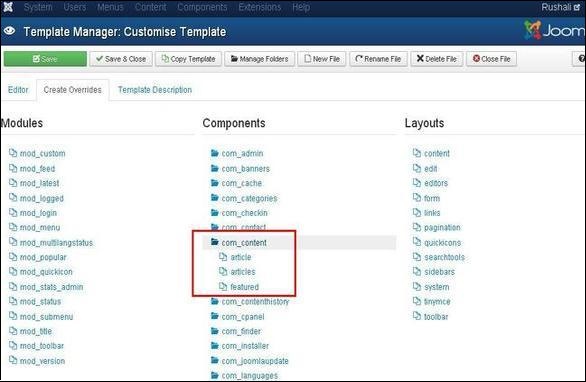 System Users Menus Content Components Extensions Help Rushali
Template Manager: Customise Template Joom
Save Save & Close Copy Template Manage Folders New File Rename File Delete File Close File
Editor Create Overrides Template Description
Modules
mod_custom
mod_feed
mod_latest
mod_logged
mod_login
mod_menu
mod_multilangstatus
mod_popular
mod_quickicon
mod_stats_admin
mod_status
mod_submenu
mod_title
mod_toolbar
mod_version
Components
com_admin
com_banners
com_cache
com_categories
com_checkin
com_contact
com_content
article
articles
featured
com_contenthistory
com_cpanel
com_finder
com_installer
com_joomlaupdate
com_languages
Layouts
content
edit
editors
form
links
pagination
quickicons
searchtools
sidebars
system
tinymce
toolbar